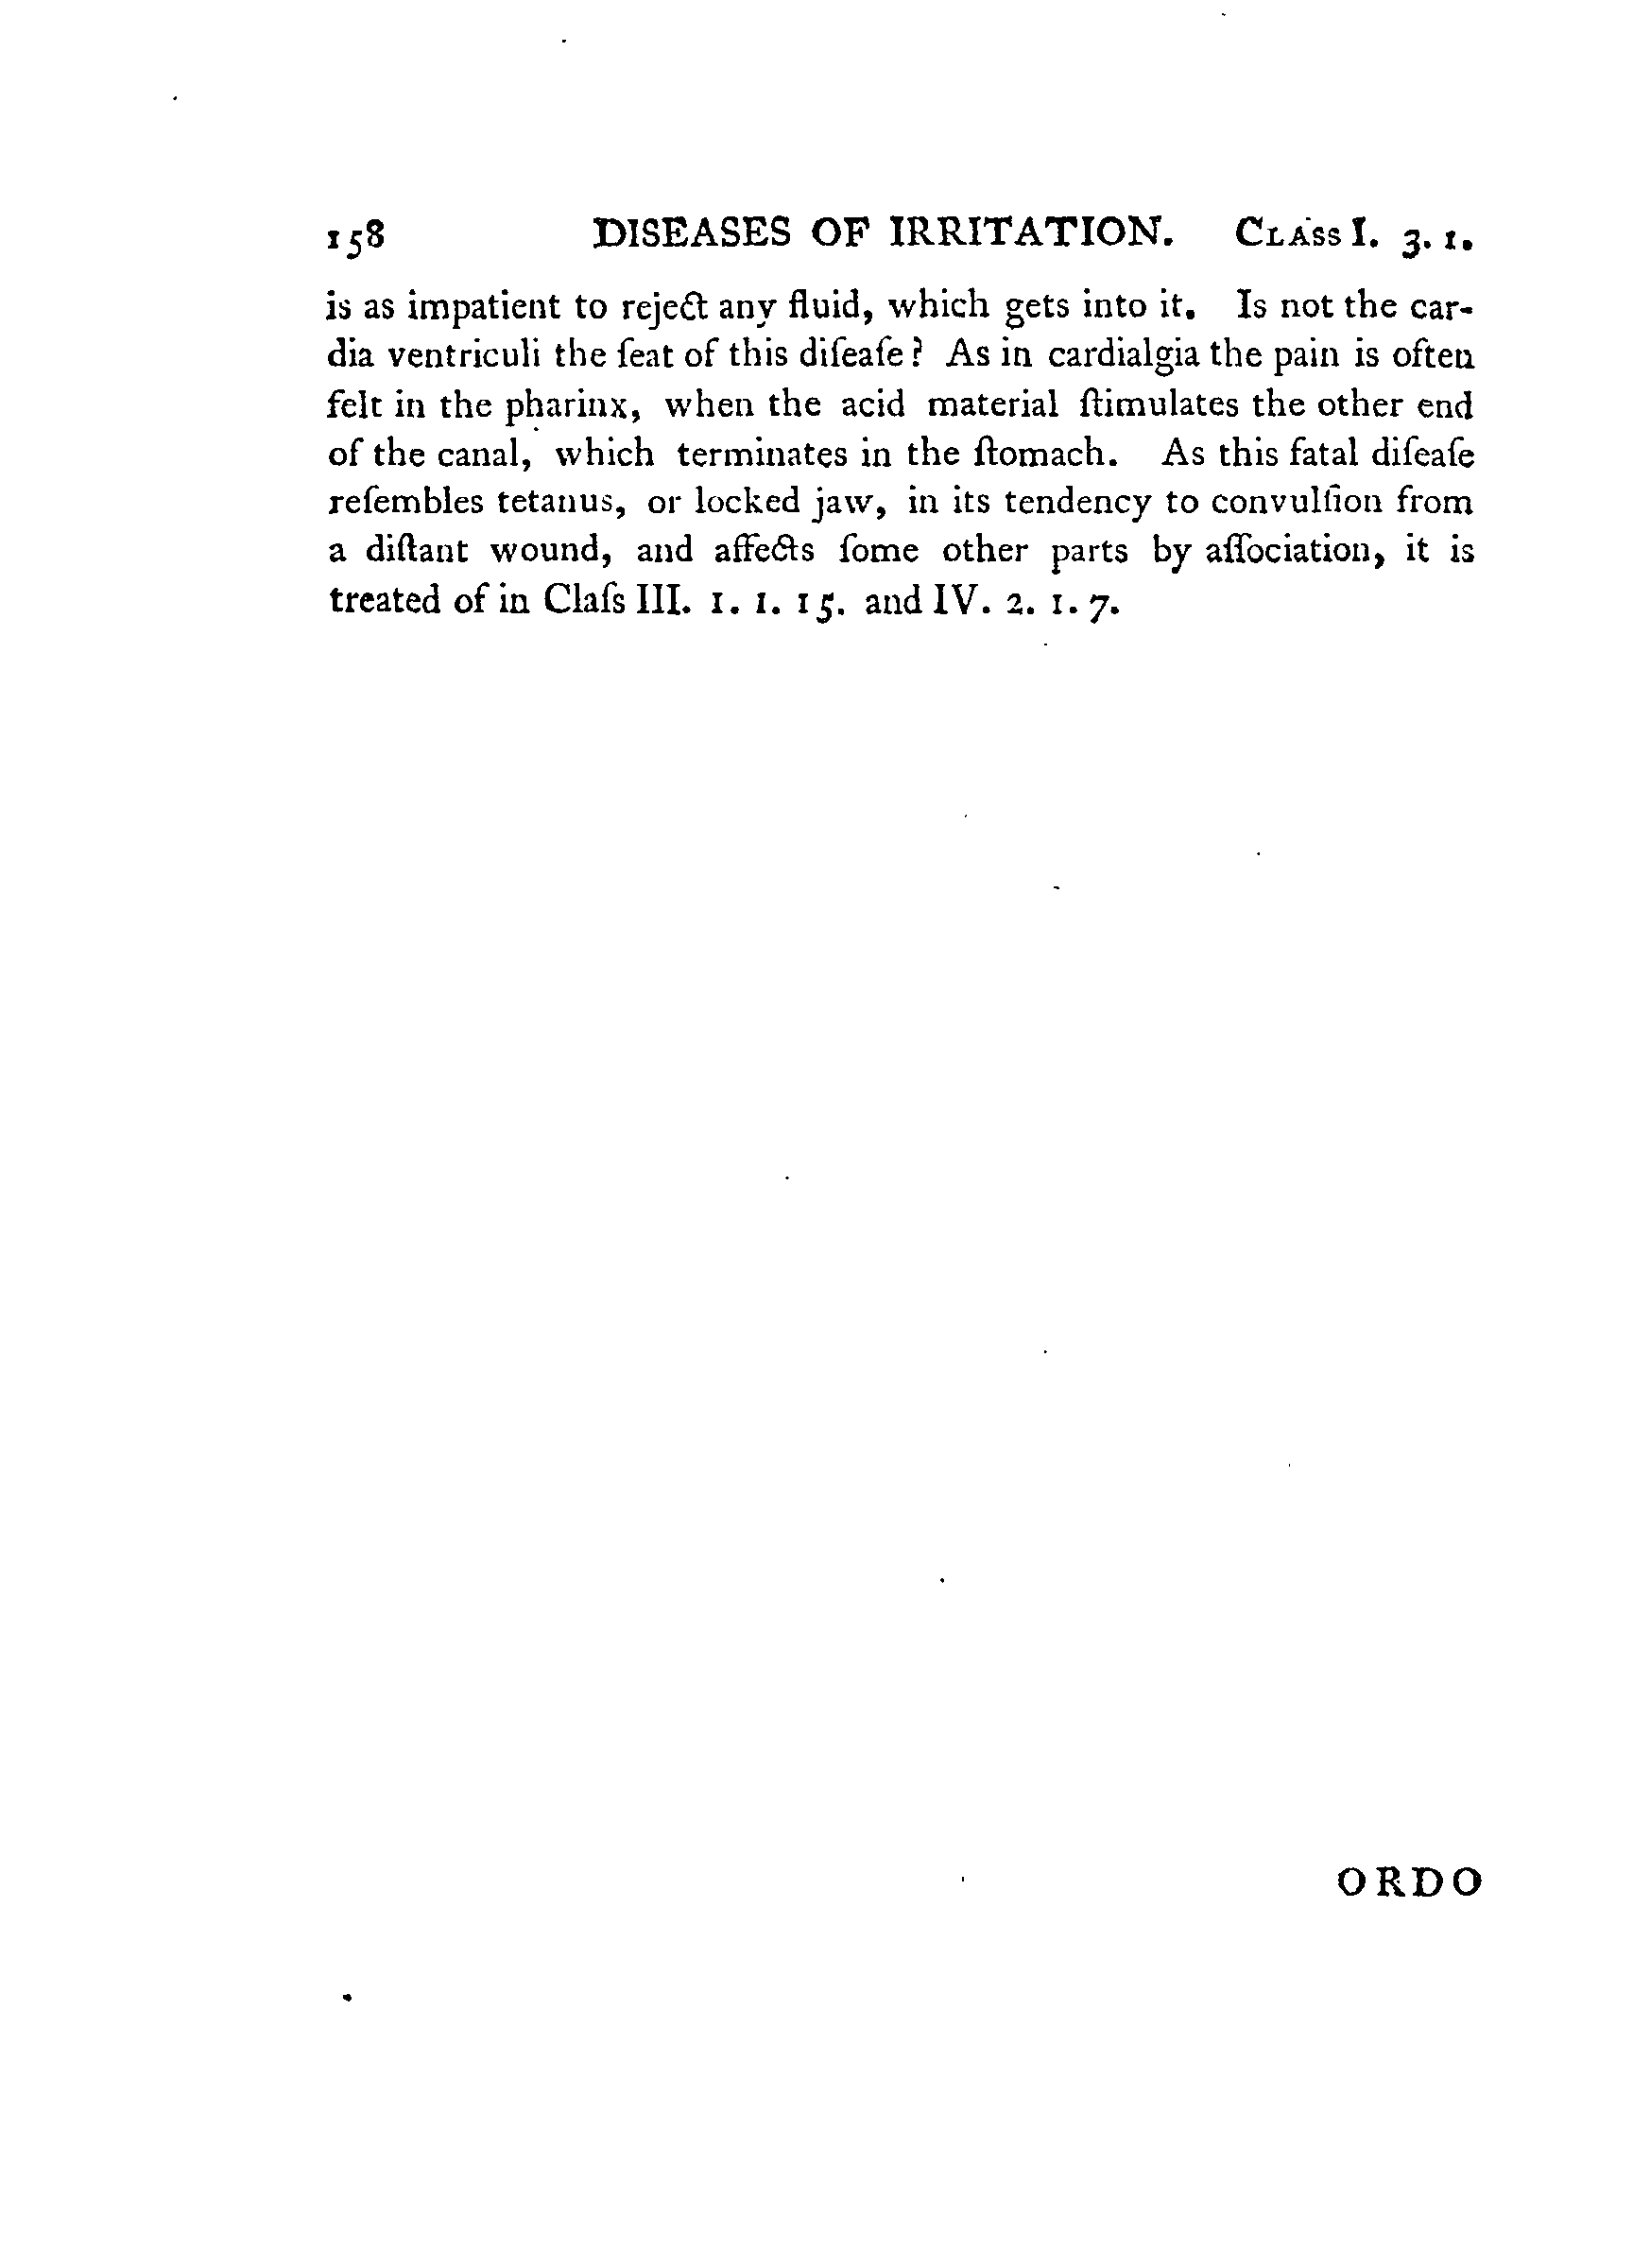 158 DISEASES OF IRRITATION. CLASS I. 3. 1.
is as impatient to reject any fluid, which gets into it. Is not the car-
dia ventriculi the ſeat of this diſeaſe? As in cardialgia the pain is often
felt in the pharinx, when the acid material ſtimulates the other end
of the canal, which terminates in the ſtomach. As this fatal diſeaſe
reſembles tetanus, or locked jaw, in its tendency to convulſion from
a diſtant wound, and affects ſome other parts by aſſociation, it is
treated of in Claſs III. 1. 1. 15. and IV. 2. 1. 7.
ORDO